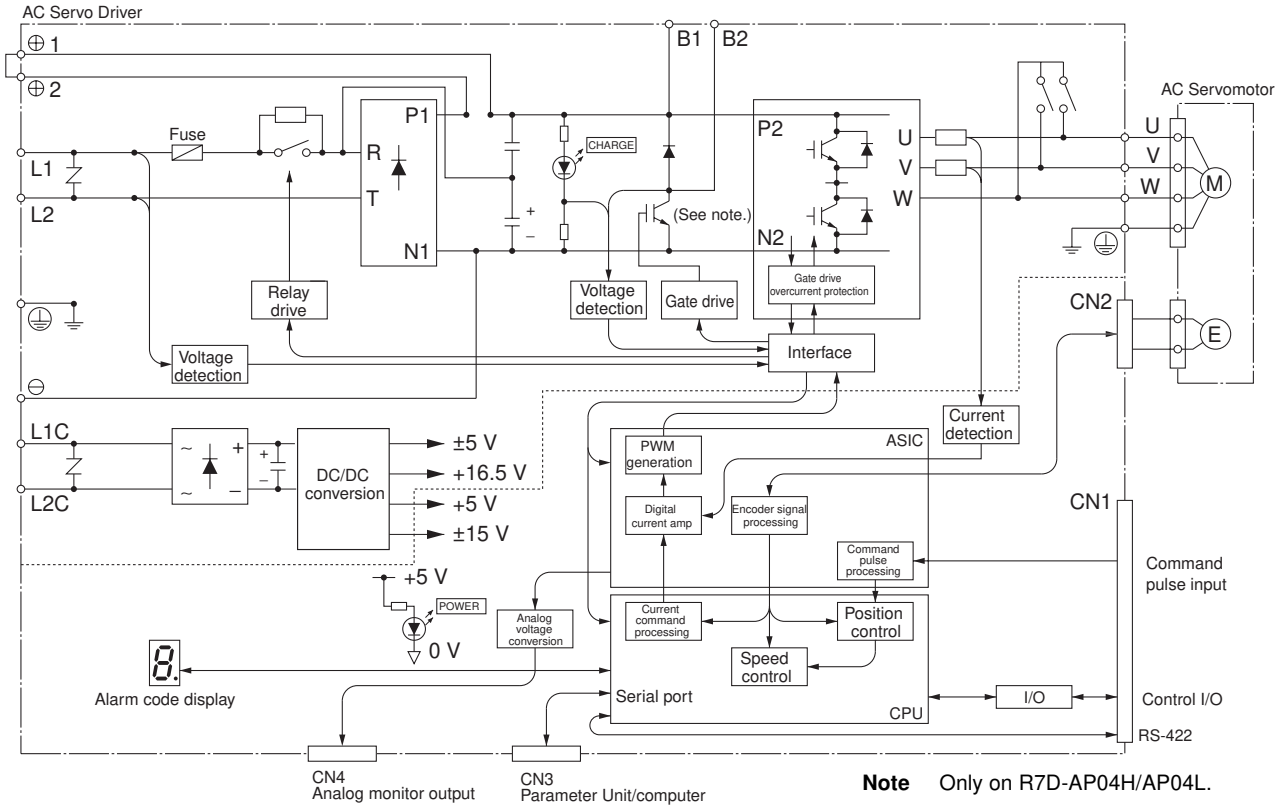 AC Servo Driver
⊕ 1
⊕ 2
B1
B2
AC Servomotor
Fuse
P1
P2
CHARGE
L1
R
U
V
W
U
V
W
M
L2
T
(See note.)
N1
N2
Relay
drive
Voltage
detection
Gate drive
Gate drive
overcurrent protection
CN2
E
Voltage
detection
Interface
⊖
Current
detection
L1C
~
+
+
−
~
−
L2C
DC/DC
conversion
±5 V
+16.5 V
+5 V
±15 V
ASIC
PWM
generation
Digital
current amp
Encoder signal
processing
Command
pulse
processing
CN1
Command
pulse input
+5 V
POWER
0 V
Analog
voltage
conversion
Current
command
processing
Position
control
Speed
control
8.
Alarm code display
Serial port
CPU
I/O
Control I/O
RS-422
CN4
Analog monitor output
CN3
Parameter Unit/computer
Note Only on R7D-AP04H/AP04L.
+
−